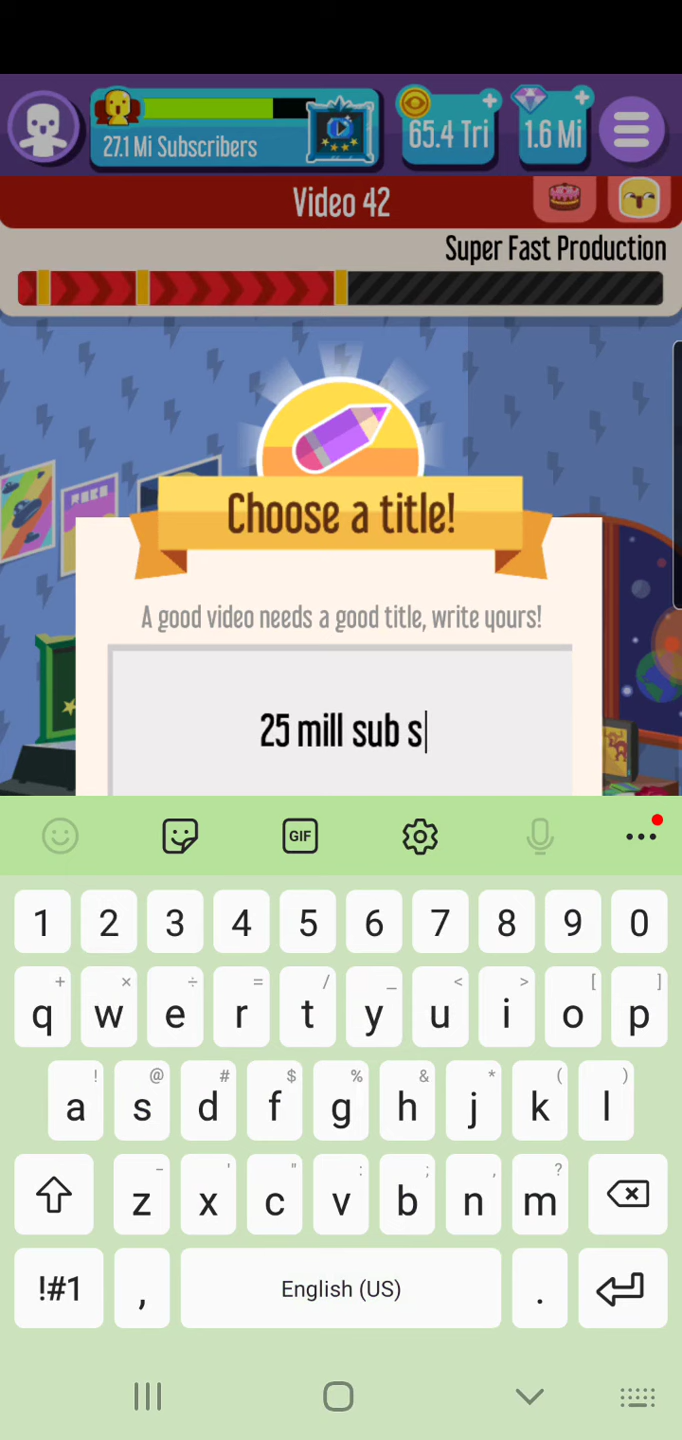 27.1 Mi Subscribers
65.4 Tri
1.6 Mi
Video 42
Super Fast Production
Choose a title!
A good video needs a good title, write yours!
25 mill sub s
GIF
1 2 3 4 5 6 7 8 9 0
+ × ÷ = / _ < > [ ]
q w e r t y u i o p
! @ # $ % & * ( )
a s d f g h j k l
- ' " : ; , ?
z x c v b n m
!#1 , English (US) .